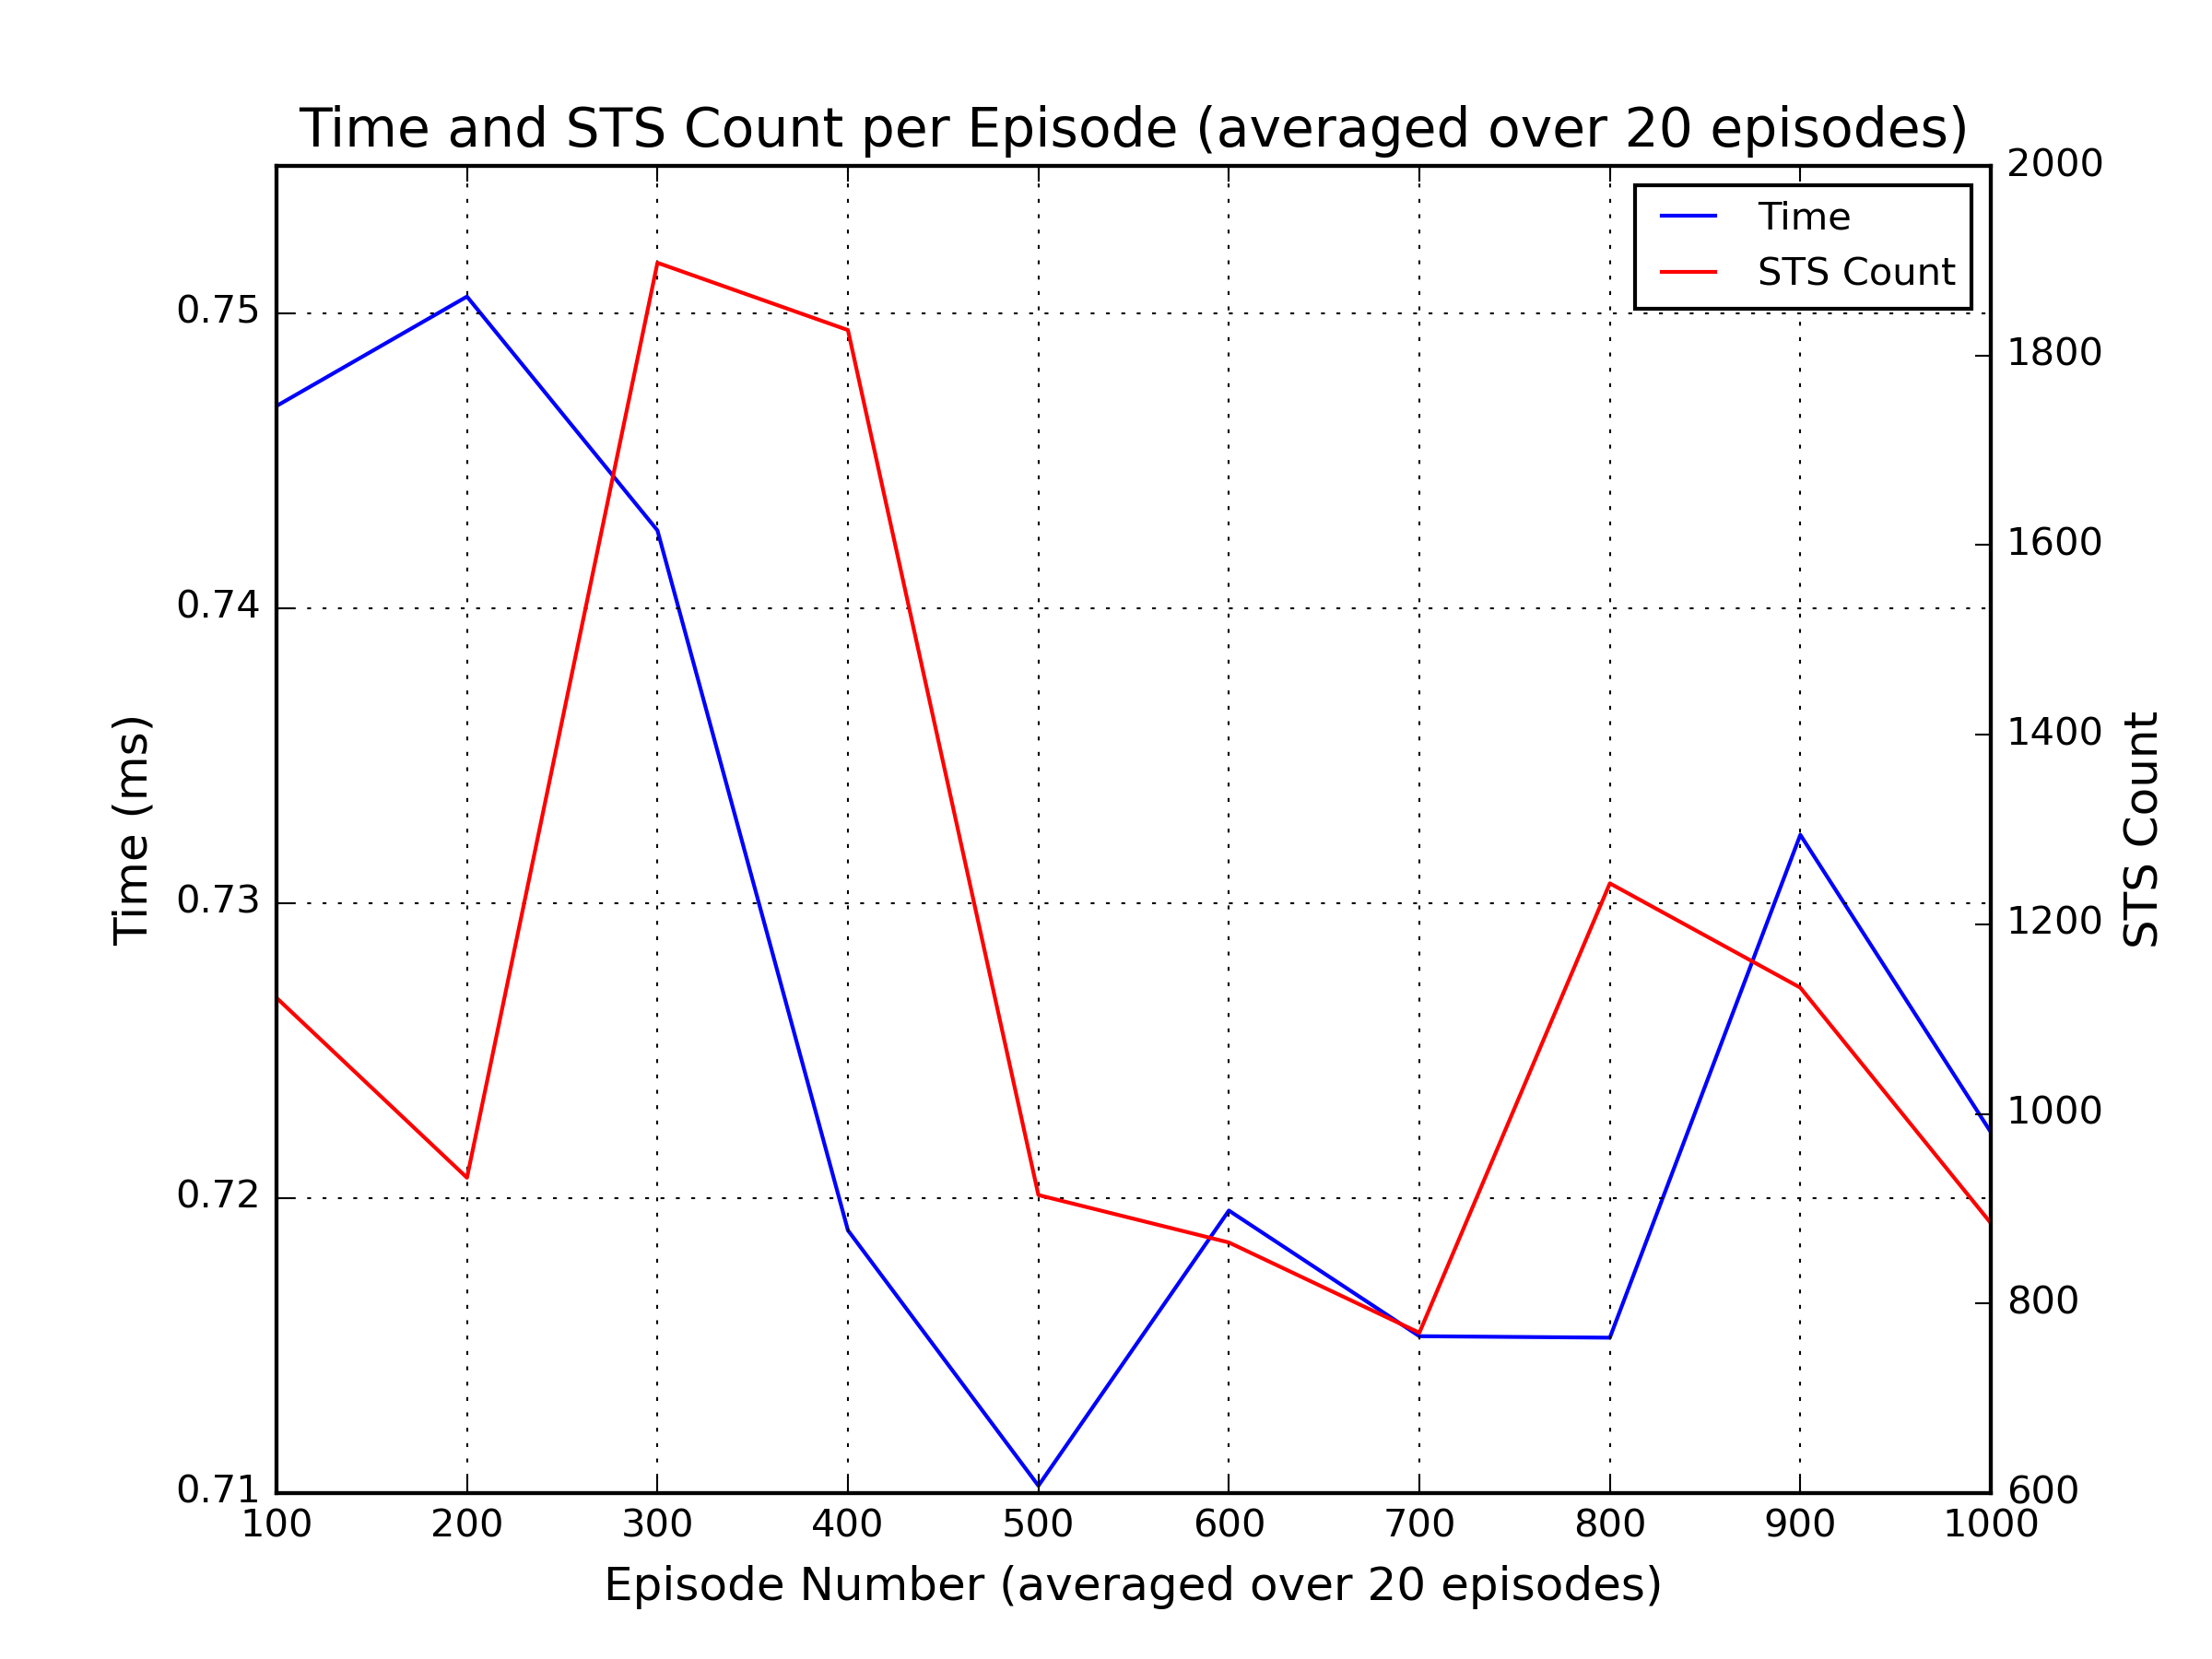 Time and STS Count per Episode (averaged over 20 episodes)
Time
STS Count
0.75
0.74
0.73
0.72
0.71
Time (ms)
2000
1800
1600
1400
1200
1000
800
600
STS Count
100 200 300 400 500 600 700 800 900 1000
Episode Number (averaged over 20 episodes)